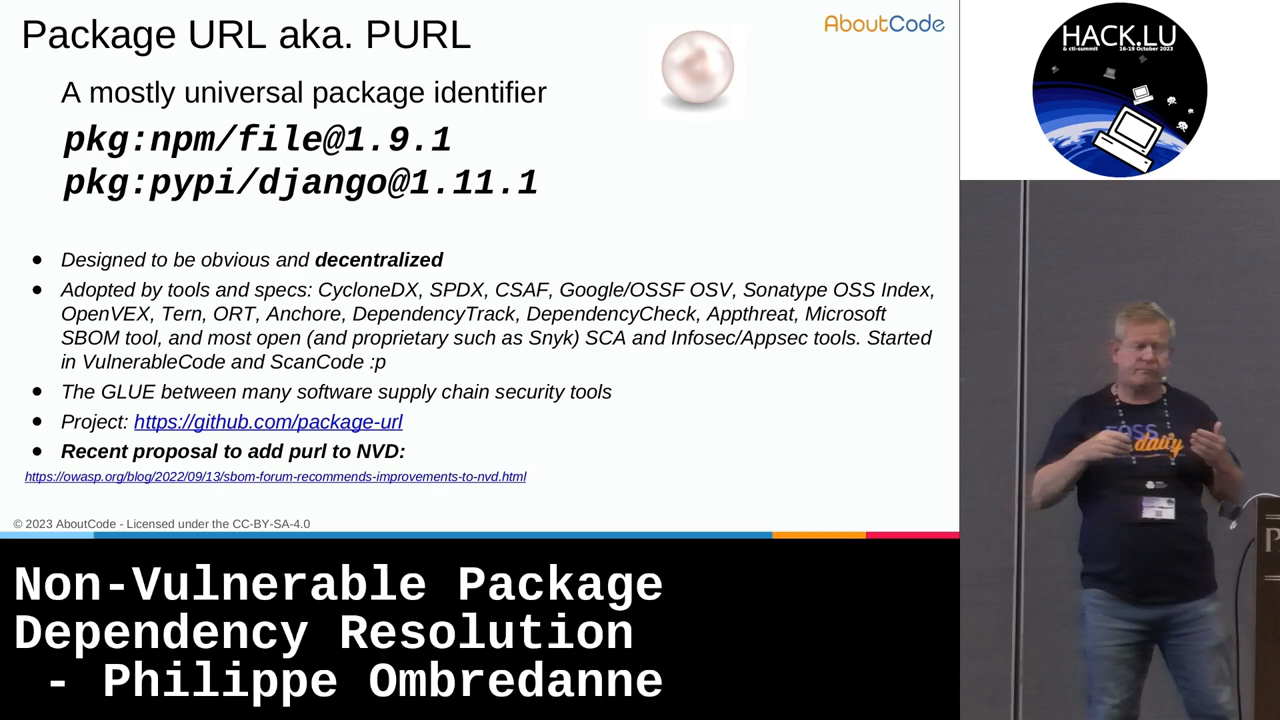 Package URL aka. PURL
AboutCode
A mostly universal package identifier
pkg:npm/file@1.9.1
pkg:pypi/django@1.11.1
● Designed to be obvious and decentralized
● Adopted by tools and specs: CycloneDX, SPDX, CSAF, Google/OSSF OSV, Sonatype OSS Index,
OpenVEX, Tern, ORT, Anchore, DependencyTrack, DependencyCheck, Appthreat, Microsoft
SBOM tool, and most open (and proprietary such as Snyk) SCA and Infosec/Appsec tools. Started
in VulnerableCode and ScanCode :p
● The GLUE between many software supply chain security tools
● Project: https://github.com/package-url
● Recent proposal to add purl to NVD:
https://owasp.org/blog/2022/09/13/sbom-forum-recommends-improvements-to-nvd.html
© 2023 AboutCode - Licensed under the CC-BY-SA-4.0
Non-Vulnerable Package
Dependency Resolution
- Philippe Ombredanne
HACK.LU
& cti-summit 16-19 October 2023
FOSS
daily
P